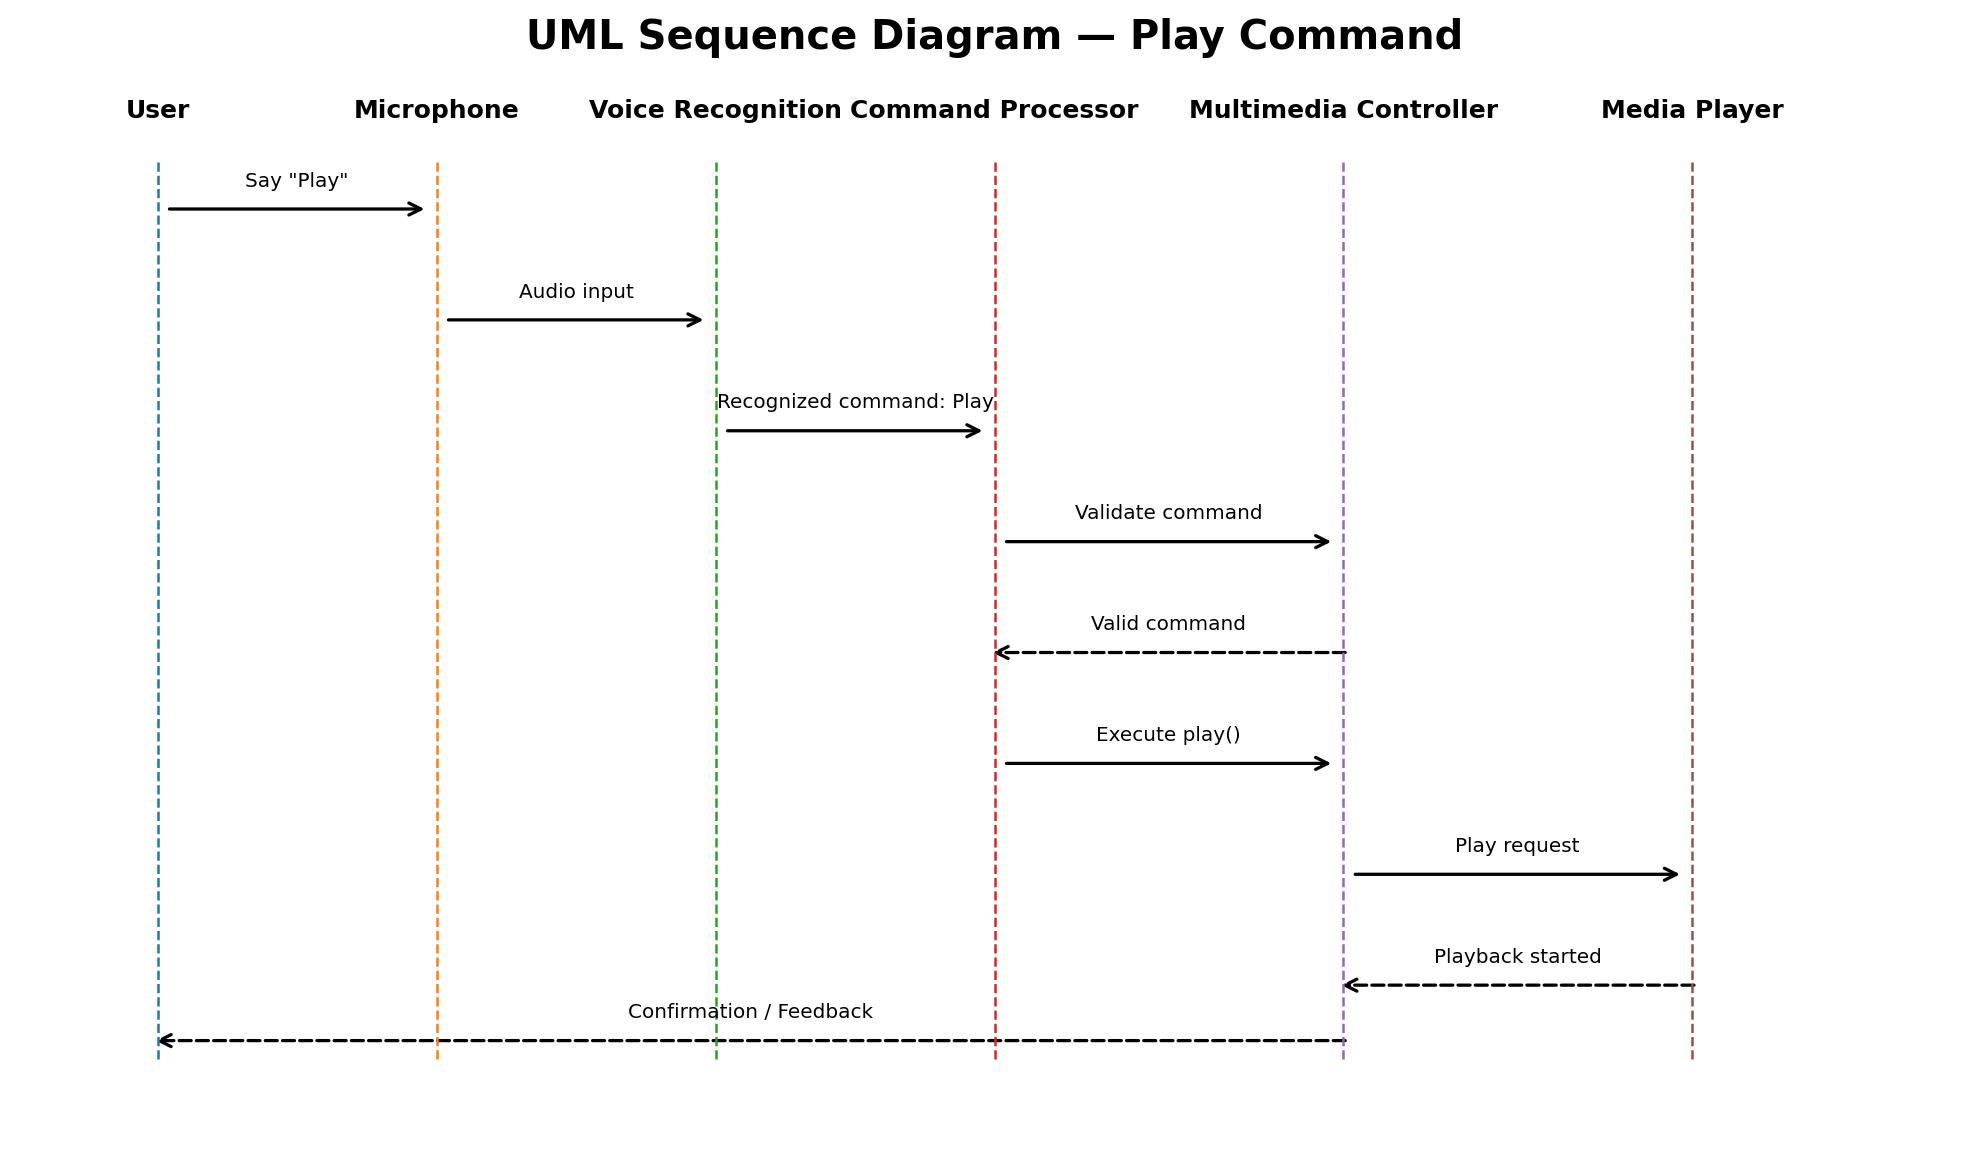 UML Sequence Diagram — Play Command
User
Microphone
Voice Recognition
Command Processor
Multimedia Controller
Media Player
Say "Play"
Audio input
Recognized command: Play
Validate command
Valid command
Execute play()
Play request
Playback started
Confirmation / Feedback